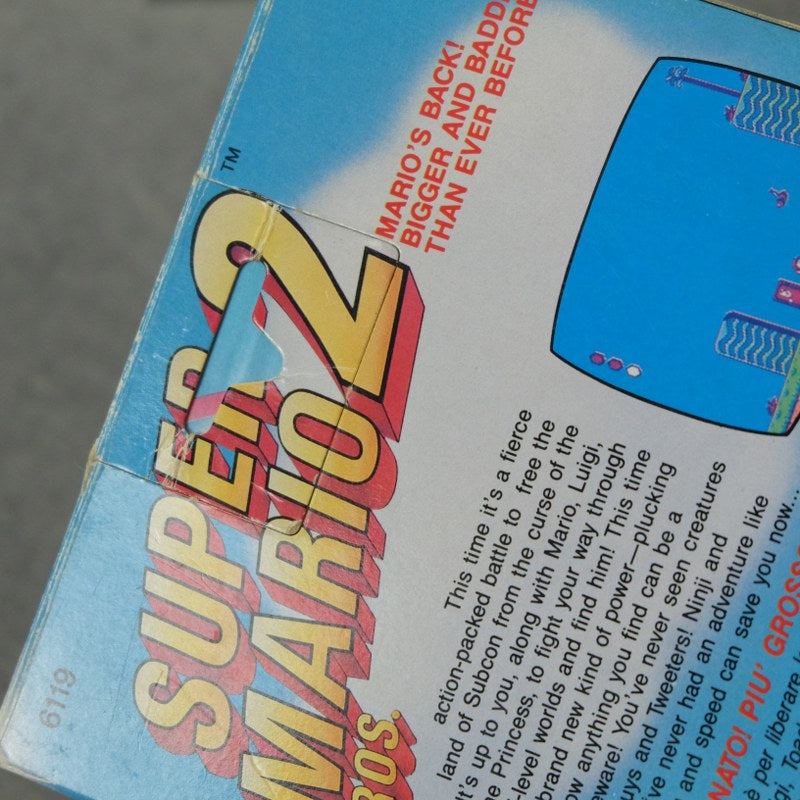 6119
SUPER
MARIO
BROS.
2
TM
MARIO'S BACK!
BIGGER AND BADD
THAN EVER BEFORE
This time it's a fierce
action-packed battle to free the
land of Subcon from the curse of the
It's up to you, along with Mario, Luigi,
Princess, to fight your way through
-level worlds and find him! This time
brand new kind of power—plucking
anything you find can be a
You've never seen creatures
and Tweeters! Ninji and
never had an adventure like
and speed can save you now...
PIU' GROSS
è per liberare